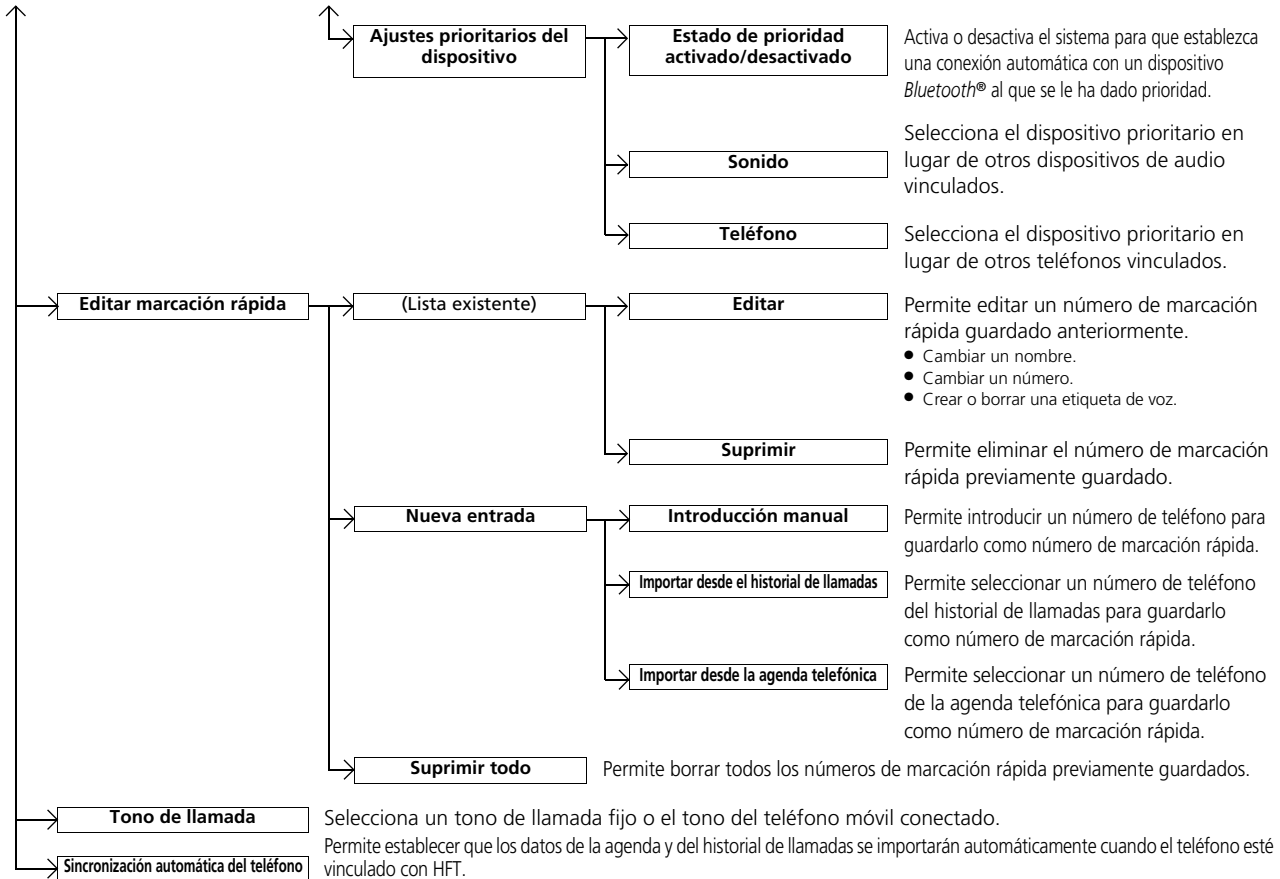 Ajustes prioritarios del
dispositivo
Estado de prioridad
activado/desactivado
Activa o desactiva el sistema para que establezca
una conexión automática con un dispositivo
Bluetooth® al que se le ha dado prioridad.
Sonido
Selecciona el dispositivo prioritario en
lugar de otros dispositivos de audio
vinculados.
Teléfono
Selecciona el dispositivo prioritario en
lugar de otros teléfonos vinculados.
Editar marcación rápida
(Lista existente)
Editar
Permite editar un número de marcación
rápida guardado anteriormente.
● Cambiar un nombre.
● Cambiar un número.
● Crear o borrar una etiqueta de voz.
Suprimir
Permite eliminar el número de marcación
rápida previamente guardado.
Nueva entrada
Introducción manual
Permite introducir un número de teléfono para
guardarlo como número de marcación rápida.
Importar desde el historial de llamadas
Permite seleccionar un número de teléfono
del historial de llamadas para guardarlo
como número de marcación rápida.
Importar desde la agenda telefónica
Permite seleccionar un número de teléfono
de la agenda telefónica para guardarlo
como número de marcación rápida.
Suprimir todo
Permite borrar todos los números de marcación rápida previamente guardados.
Tono de llamada
Selecciona un tono de llamada fijo o el tono del teléfono móvil conectado.
Sincronización automática del teléfono
Permite establecer que los datos de la agenda y del historial de llamadas se importarán automáticamente cuando el teléfono esté
vinculado con HFT.